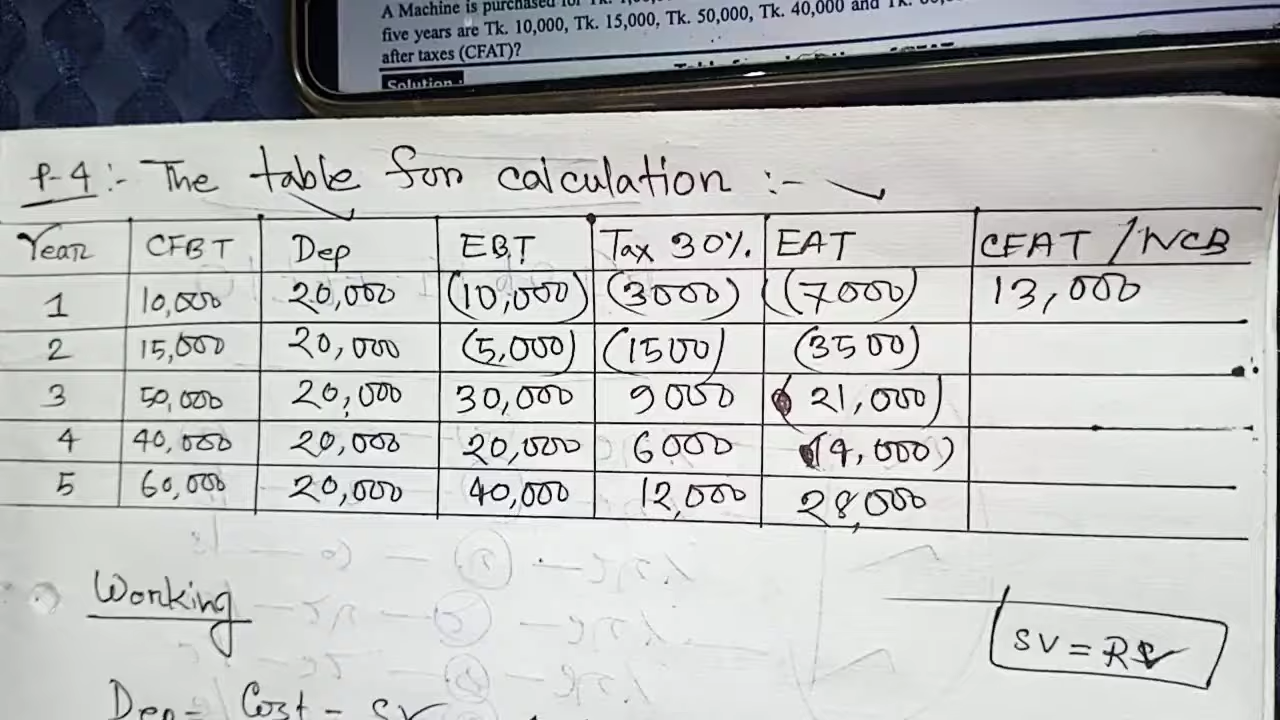 A Machine is purchased for Tk.
five years are Tk. 10,000, Tk. 15,000, Tk. 50,000, Tk. 40,000 and Tk.
after taxes (CFAT)?
Solution :
P-4 :- The table for calculation :-
Year CFBT Dep EBT Tax 30% EAT CFAT / NCB
1 10,000 20,000 (10,000) (3000) (7000) 13,000
2 15,000 20,000 (5,000) (1500) (3500)
3 50,000 20,000 30,000 9000 21,000)
4 40,000 20,000 20,000 6000 14,000)
5 60,000 20,000 40,000 12,000 28,000
Working
SV = RV
Dep = Cost - SV